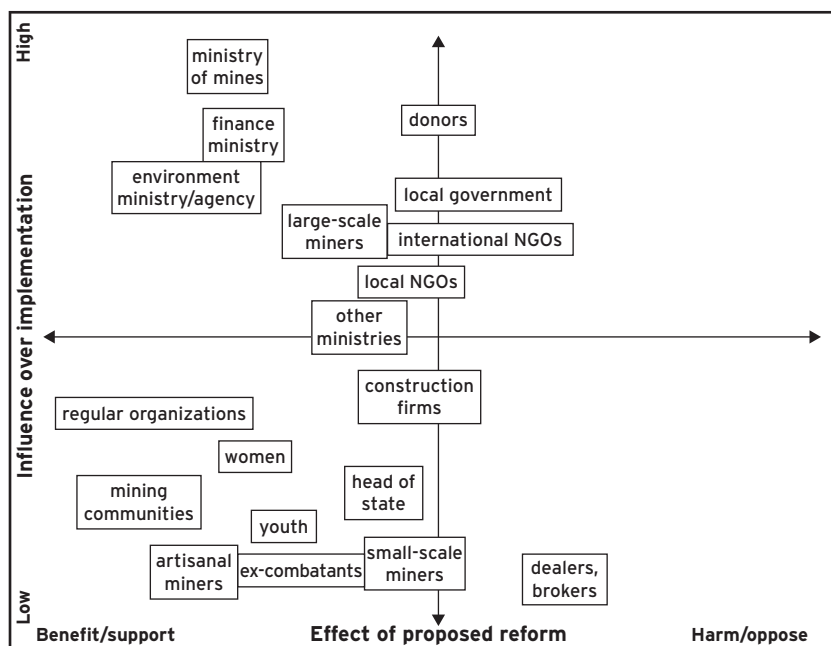 High
ministry
of mines
donors
finance
ministry
environment
ministry/agency
local government
large-scale
miners
international NGOs
local NGOs
other
ministries
Influence over implementation
construction
firms
regular organizations
women
head of
state
mining
communities
youth
small-scale
miners
artisanal
miners
ex-combatants
dealers,
brokers
Low
Benefit/support
Effect of proposed reform
Harm/oppose